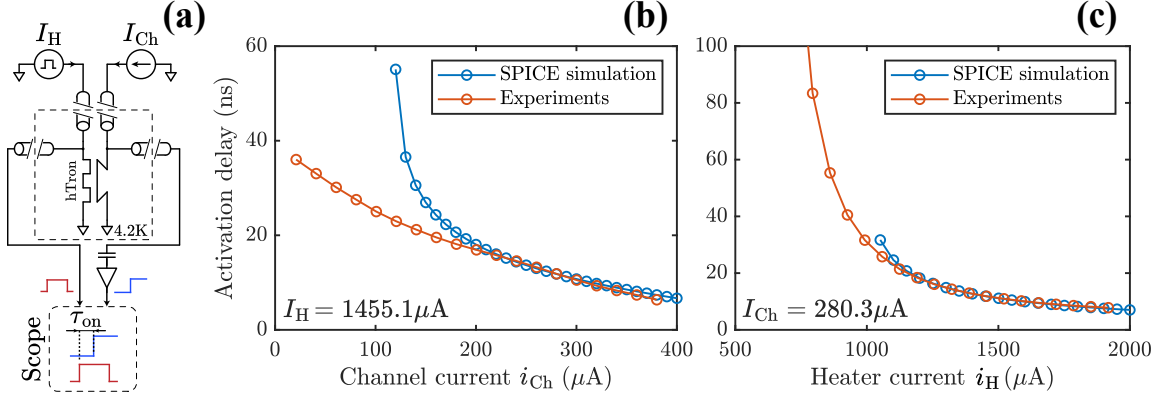 (a)
I_H
I_Ch
hTron
4.2K
τ_on
Scope
(b)
60
40
20
0
Activation delay (ns)
SPICE simulation
Experiments
I_H = 1455.1μA
0
100
200
300
400
Channel current i_Ch (μA)
(c)
100
80
60
40
20
0
SPICE simulation
Experiments
I_Ch = 280.3μA
500
1000
1500
2000
Heater current i_H (μA)